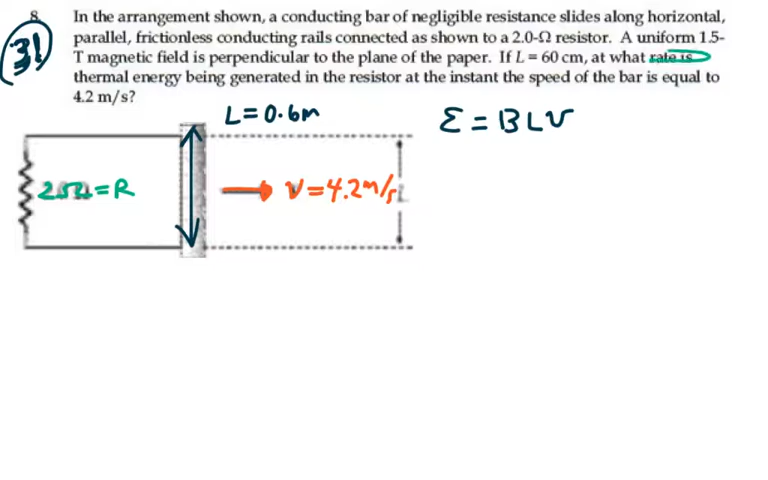 8.
31
In the arrangement shown, a conducting bar of negligible resistance slides along horizontal,
parallel, frictionless conducting rails connected as shown to a 2.0-Ω resistor. A uniform 1.5-
T magnetic field is perpendicular to the plane of the paper. If L = 60 cm, at what rate is
thermal energy being generated in the resistor at the instant the speed of the bar is equal to
4.2 m/s?
L=0.6m
Ɛ = BLV
2Ω=R
V=4.2m/s
L